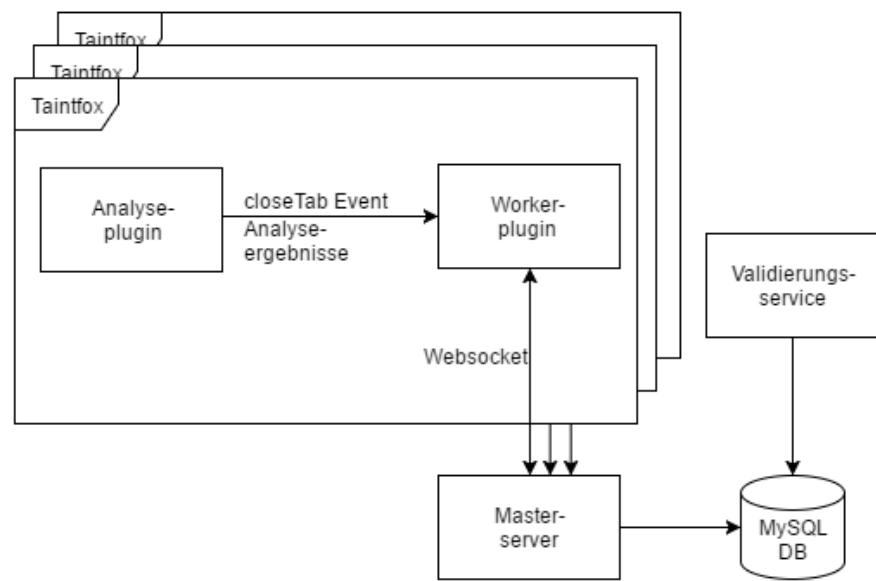 Taintfox
Taintfox
Taintfox
Analyse-
plugin
closeTab Event
Analyse-
ergebnisse
Worker-
plugin
Validierungs-
service
Websocket
Master-
server
MySQL
DB